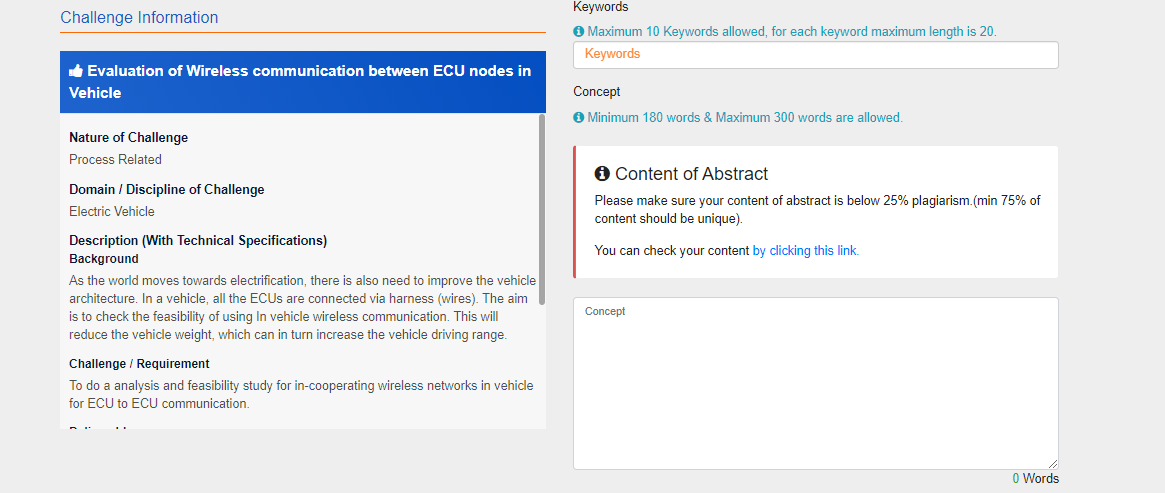 Challenge Information
Evaluation of Wireless communication between ECU nodes in
Vehicle
Nature of Challenge
Process Related
Domain / Discipline of Challenge
Electric Vehicle
Description (With Technical Specifications)
Background
As the world moves towards electrification, there is also need to improve the vehicle
architecture. In a vehicle, all the ECUs are connected via harness (wires). The aim
is to check the feasibility of using In vehicle wireless communication. This will
reduce the vehicle weight, which can in turn increase the vehicle driving range.
Challenge / Requirement
To do a analysis and feasibility study for in-cooperating wireless networks in vehicle
for ECU to ECU communication.
Keywords
Maximum 10 Keywords allowed, for each keyword maximum length is 20.
Keywords
Concept
Minimum 180 words & Maximum 300 words are allowed.
Content of Abstract
Please make sure your content of abstract is below 25% plagiarism.(min 75% of
content should be unique).
You can check your content by clicking this link.
Concept
0 Words